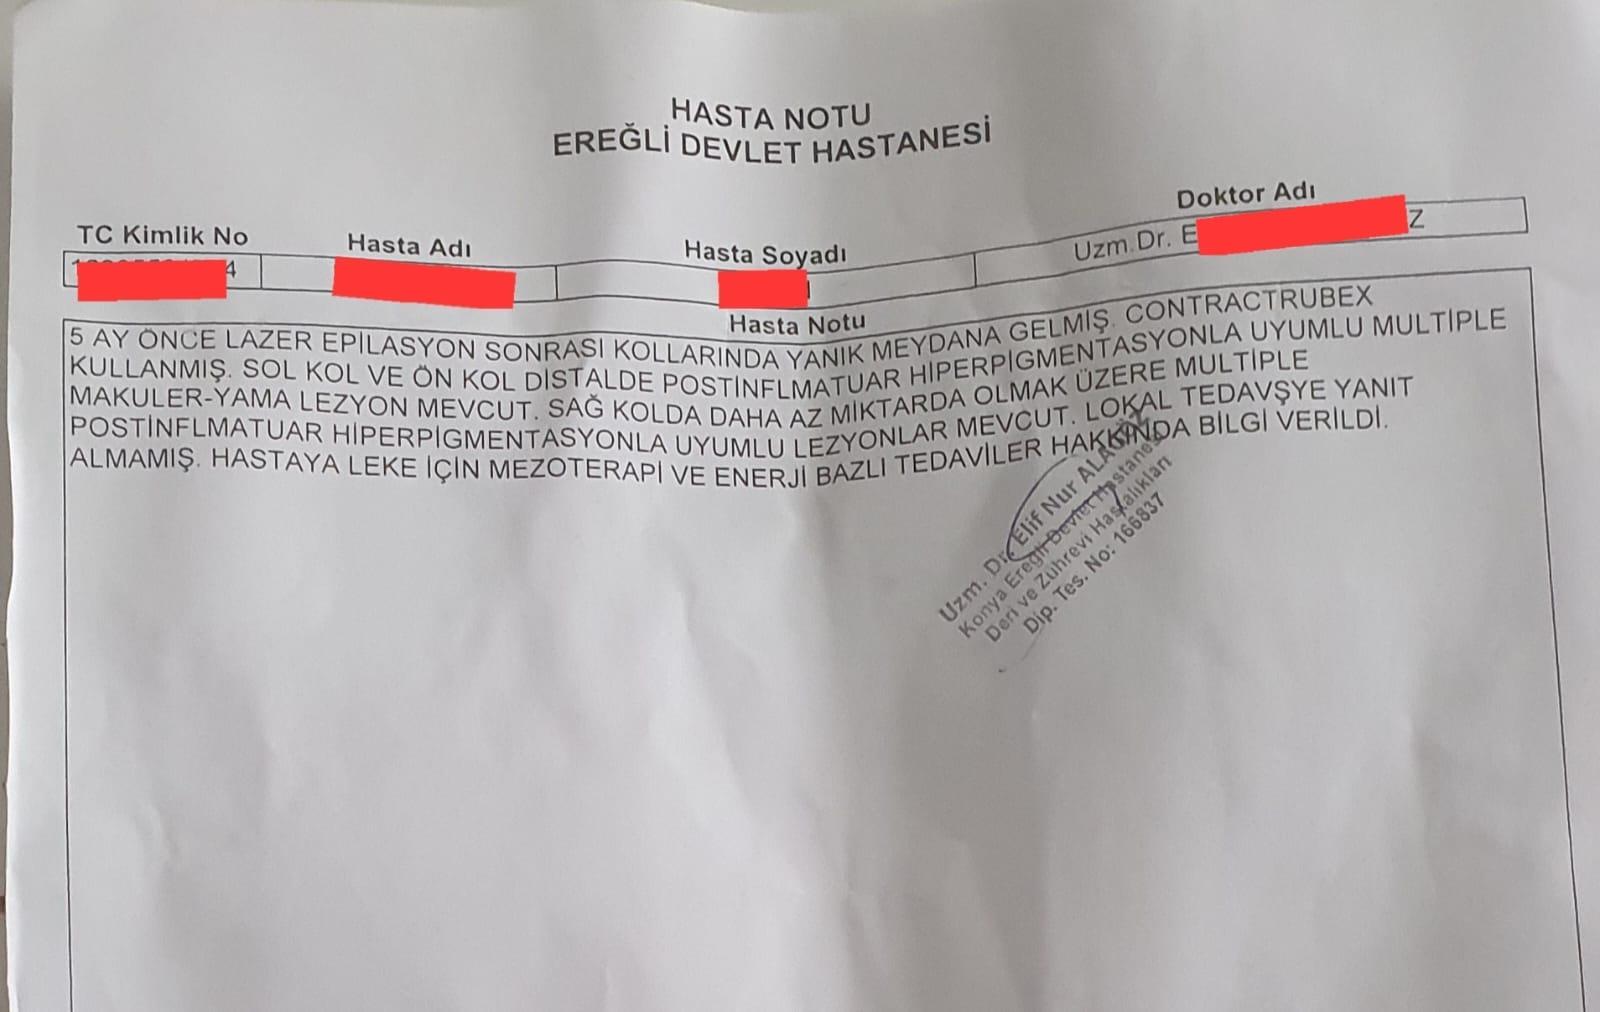 HASTA NOTU
EREĞLİ DEVLET HASTANESİ
TC Kimlik No
Hasta Adı
Hasta Soyadı
Doktor Adı
4
Uzm.Dr. E
Z
Hasta Notu
5 AY ÖNCE LAZER EPİLASYON SONRASI KOLLARINDA YANIK MEYDANA GELMİŞ. CONTRACTRUBEX
KULLANMIŞ. SOL KOL VE ÖN KOL DİSTALDE POSTİNFLMATUAR HİPERPİGMENTASYONLA UYUMLU MULTİPLE
MAKULER-YAMA LEZYON MEVCUT. SAĞ KOLDA DAHA AZ MİKTARDA OLMAK ÜZERE MULTİPLE
POSTİNFLMATUAR HİPERPİGMENTASYONLA UYUMLU LEZYONLAR MEVCUT. LOKAL TEDAVŞYE YANIT
ALMAMIŞ. HASTAYA LEKE İÇİN MEZOTERAPİ VE ENERJİ BAZLI TEDAVİLER HAKKINDA BİLGİ VERİLDİ.
Uzm. Dr. Elif Nur
Konya Ereğli Devlet Hastanesi
Deri ve Zührevi Hastalıkları
Dip. Tes. No: 166837